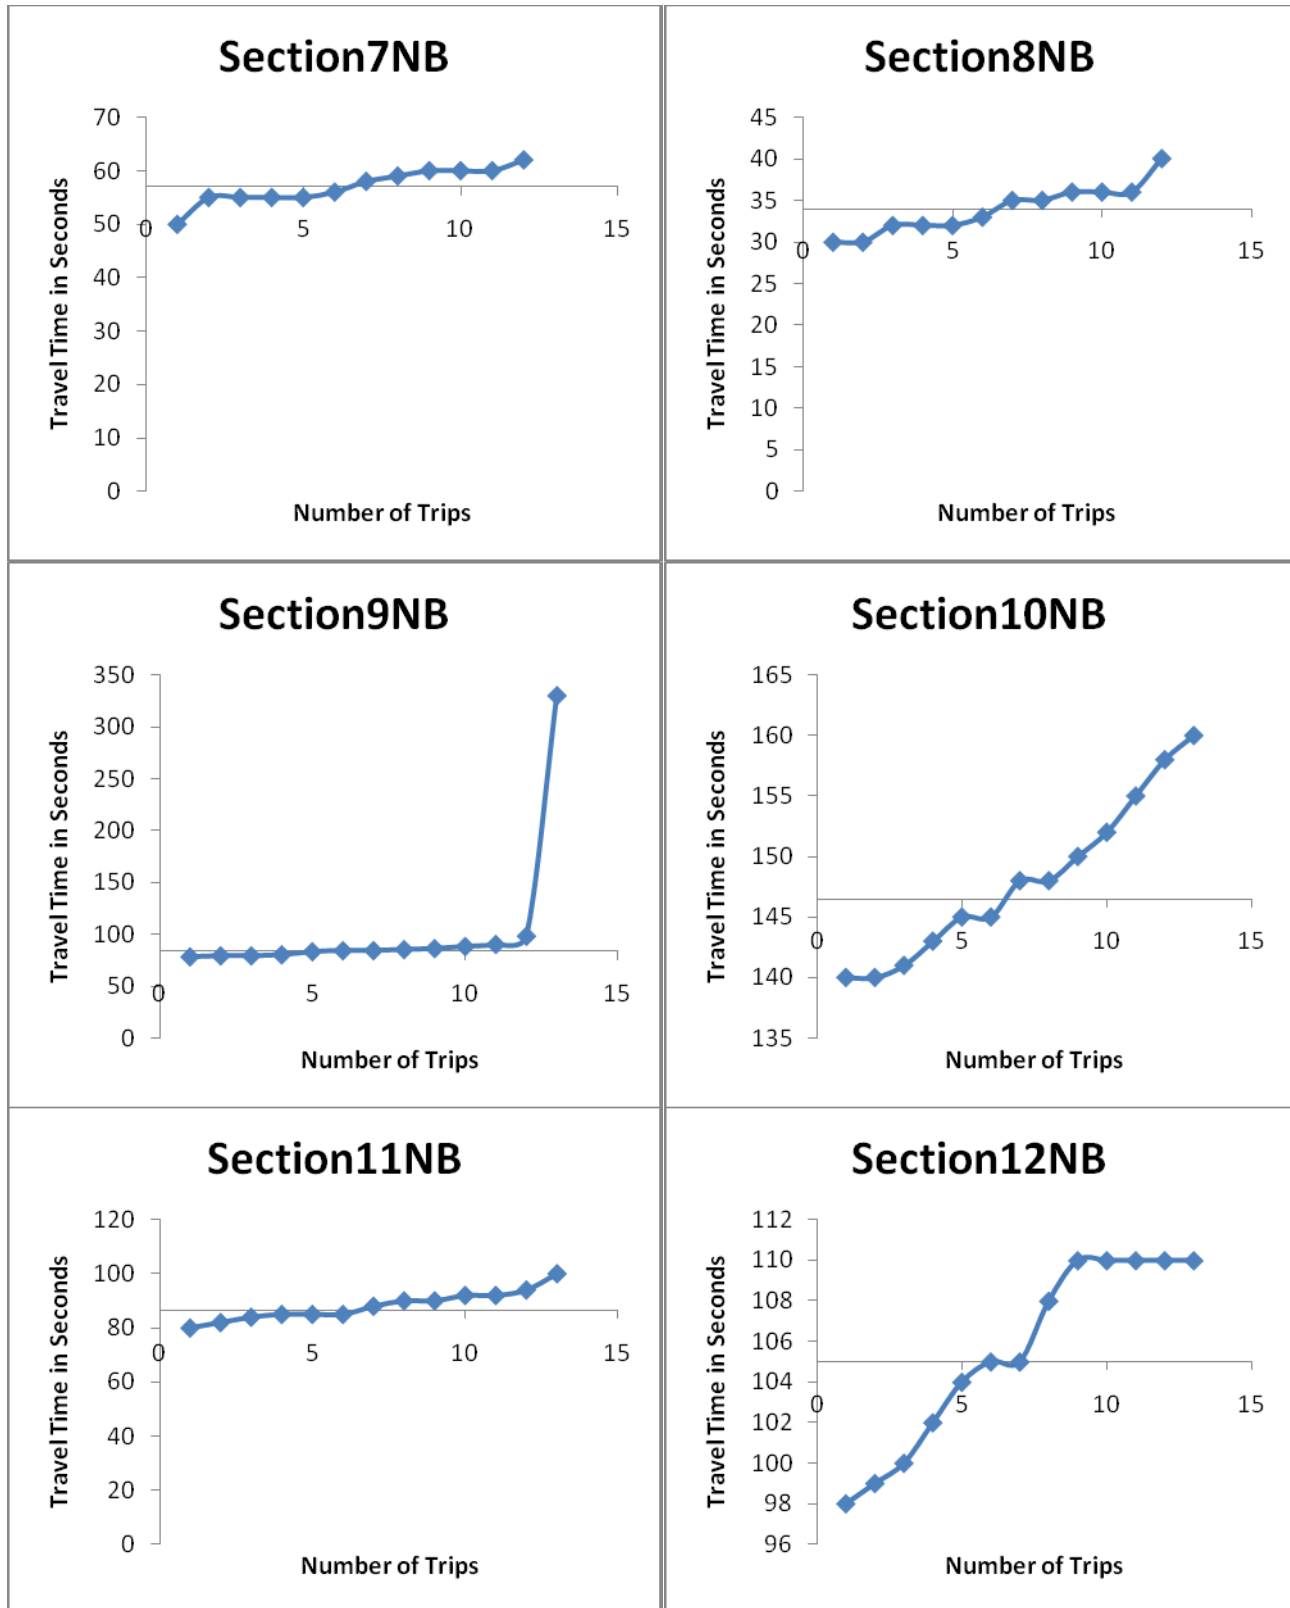 Section7NB
70
60
50
40
30
20
10
0
0 5 10 15
Travel Time in Seconds
Number of Trips
Section8NB
45
40
35
30
25
20
15
10
5
0
0 5 10 15
Travel Time in Seconds
Number of Trips
Section9NB
350
300
250
200
150
100
50
0
0 5 10 15
Travel Time in Seconds
Number of Trips
Section10NB
165
160
155
150
145
140
135
0 5 10 15
Travel Time in Seconds
Number of Trips
Section11NB
120
100
80
60
40
20
0
0 5 10 15
Travel Time in Seconds
Number of Trips
Section12NB
112
110
108
106
104
102
100
98
96
0 5 10 15
Travel Time in Seconds
Number of Trips